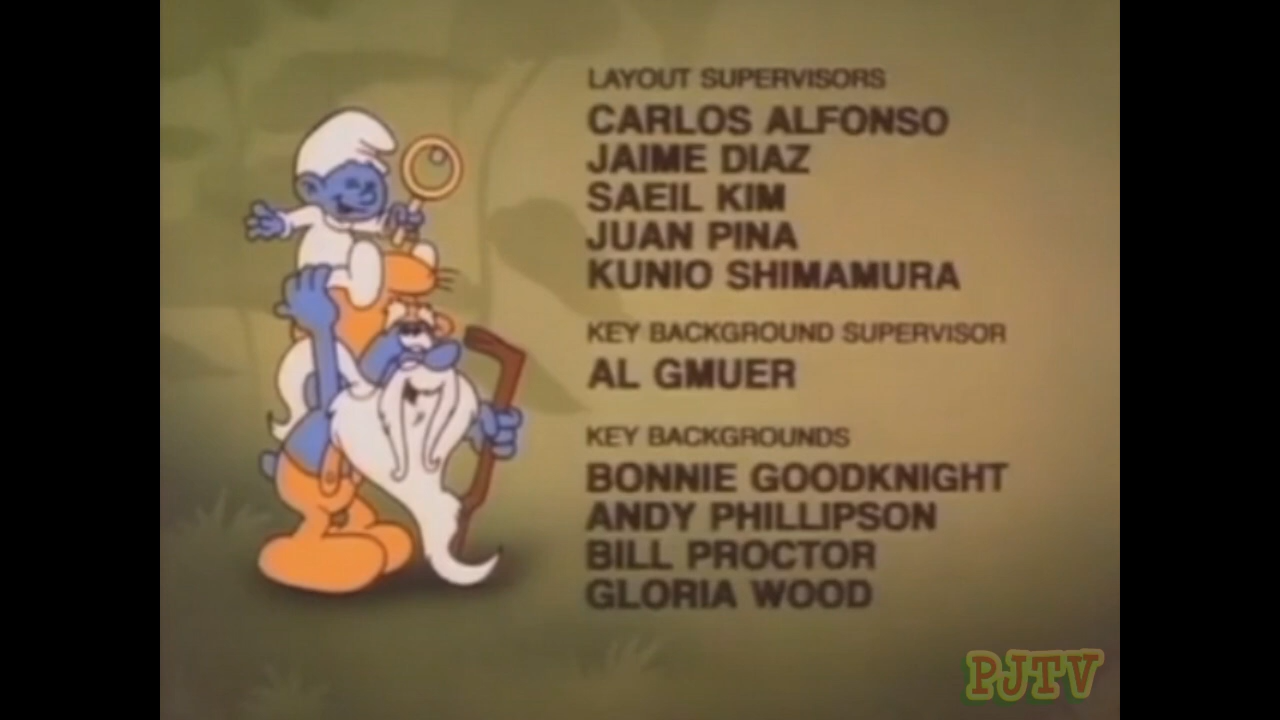 LAYOUT SUPERVISORS
CARLOS ALFONSO
JAIME DIAZ
SAEIL KIM
JUAN PINA
KUNIO SHIMAMURA
KEY BACKGROUND SUPERVISOR
AL GMUER
KEY BACKGROUNDS
BONNIE GOODKNIGHT
ANDY PHILLIPSON
BILL PROCTOR
GLORIA WOOD
PJTV